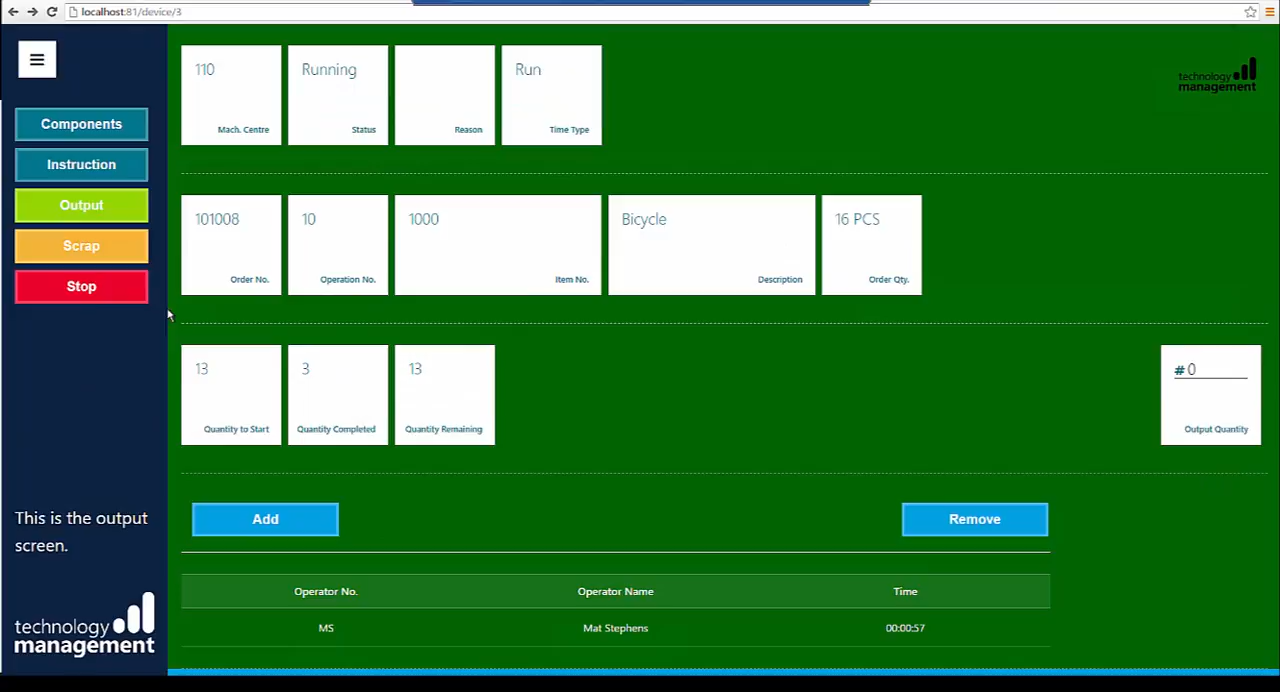 localhost:81/device/3
Components
Instruction
Output
Scrap
Stop
This is the output
screen.
technology
management
110
Mach. Centre
Running
Status
Reason
Run
Time Type
technology
management
101008
Order No.
10
Operation No.
1000
Item No.
Bicycle
Description
16 PCS
Order Qty.
13
Quantity to Start
3
Quantity Completed
13
Quantity Remaining
#0
Output Quantity
Add
Remove
Operator No. Operator Name Time
MS Mat Stephens 00:00:57